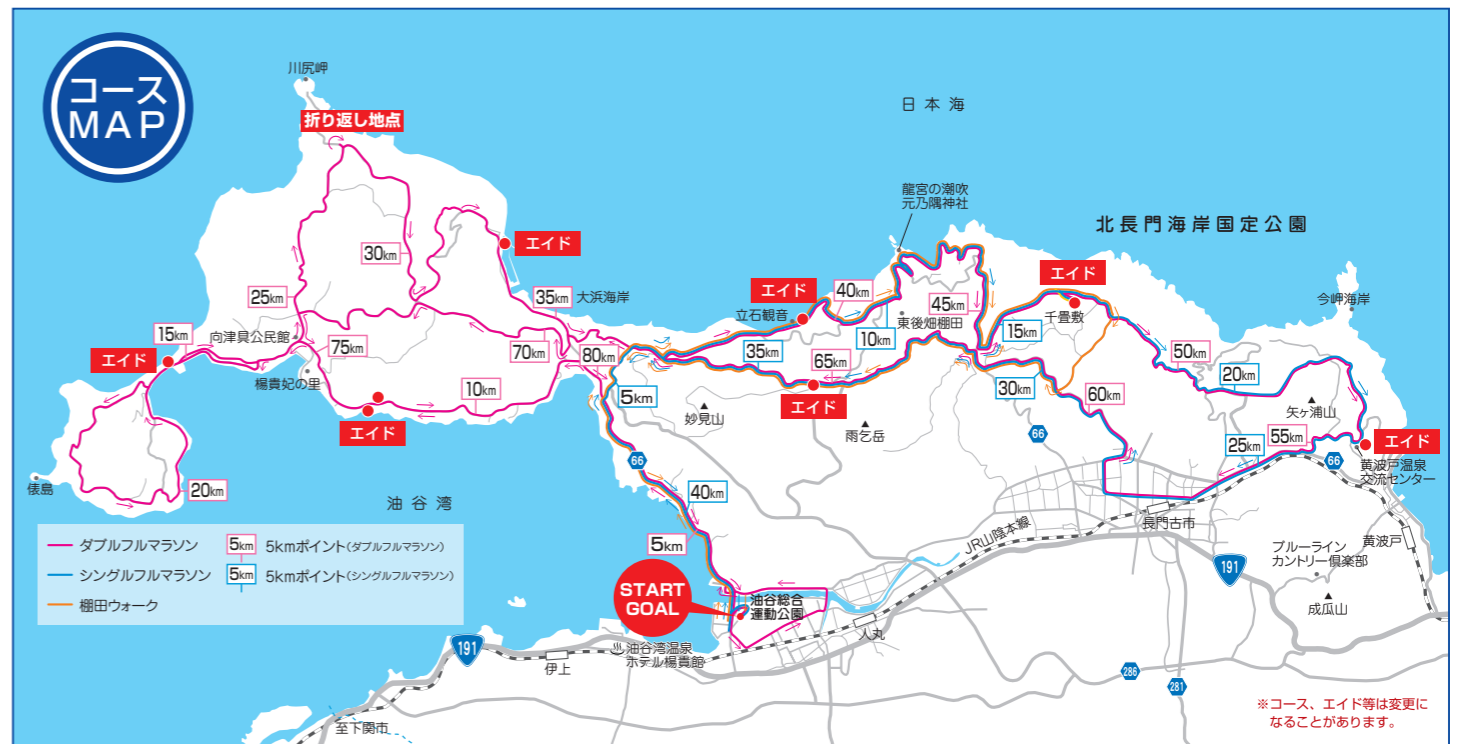 コース
MAP
川尻岬
折り返し地点
日本海
龍宮の潮吹
元乃隅神社
北長門海岸国定公園
エイド
30km
エイド
今岬海岸
25km
35km
大浜海岸
エイド
40km
立石観音
45km
東後畑棚田
千畳敷
15km
15km
向津具公民館
エイド
75km
楊貴妃の里
70km
80km
35km
10km
65km
50km
20km
10km
5km
エイド
30km
60km
矢ヶ浦山
エイド
妙見山
雨乞岳
66
25km
55km
エイド
66
黄波戸温泉
交流センター
俵島
20km
油谷湾
66
40km
長門古市
黄波戸
ダブルフルマラソン
5km
5kmポイント(ダブルフルマラソン)
シングルフルマラソン
5km
5kmポイント(シングルフルマラソン)
棚田ウォーク
5km
JR山陰本線
191
ブルーライン
カントリー倶楽部
START
GOAL
油谷総合
運動公園
成瓜山
人丸
191
伊上
油谷湾温泉
ホテル楊貴館
286
281
至下関市
※コース、エイド等は変更に
なることがあります。